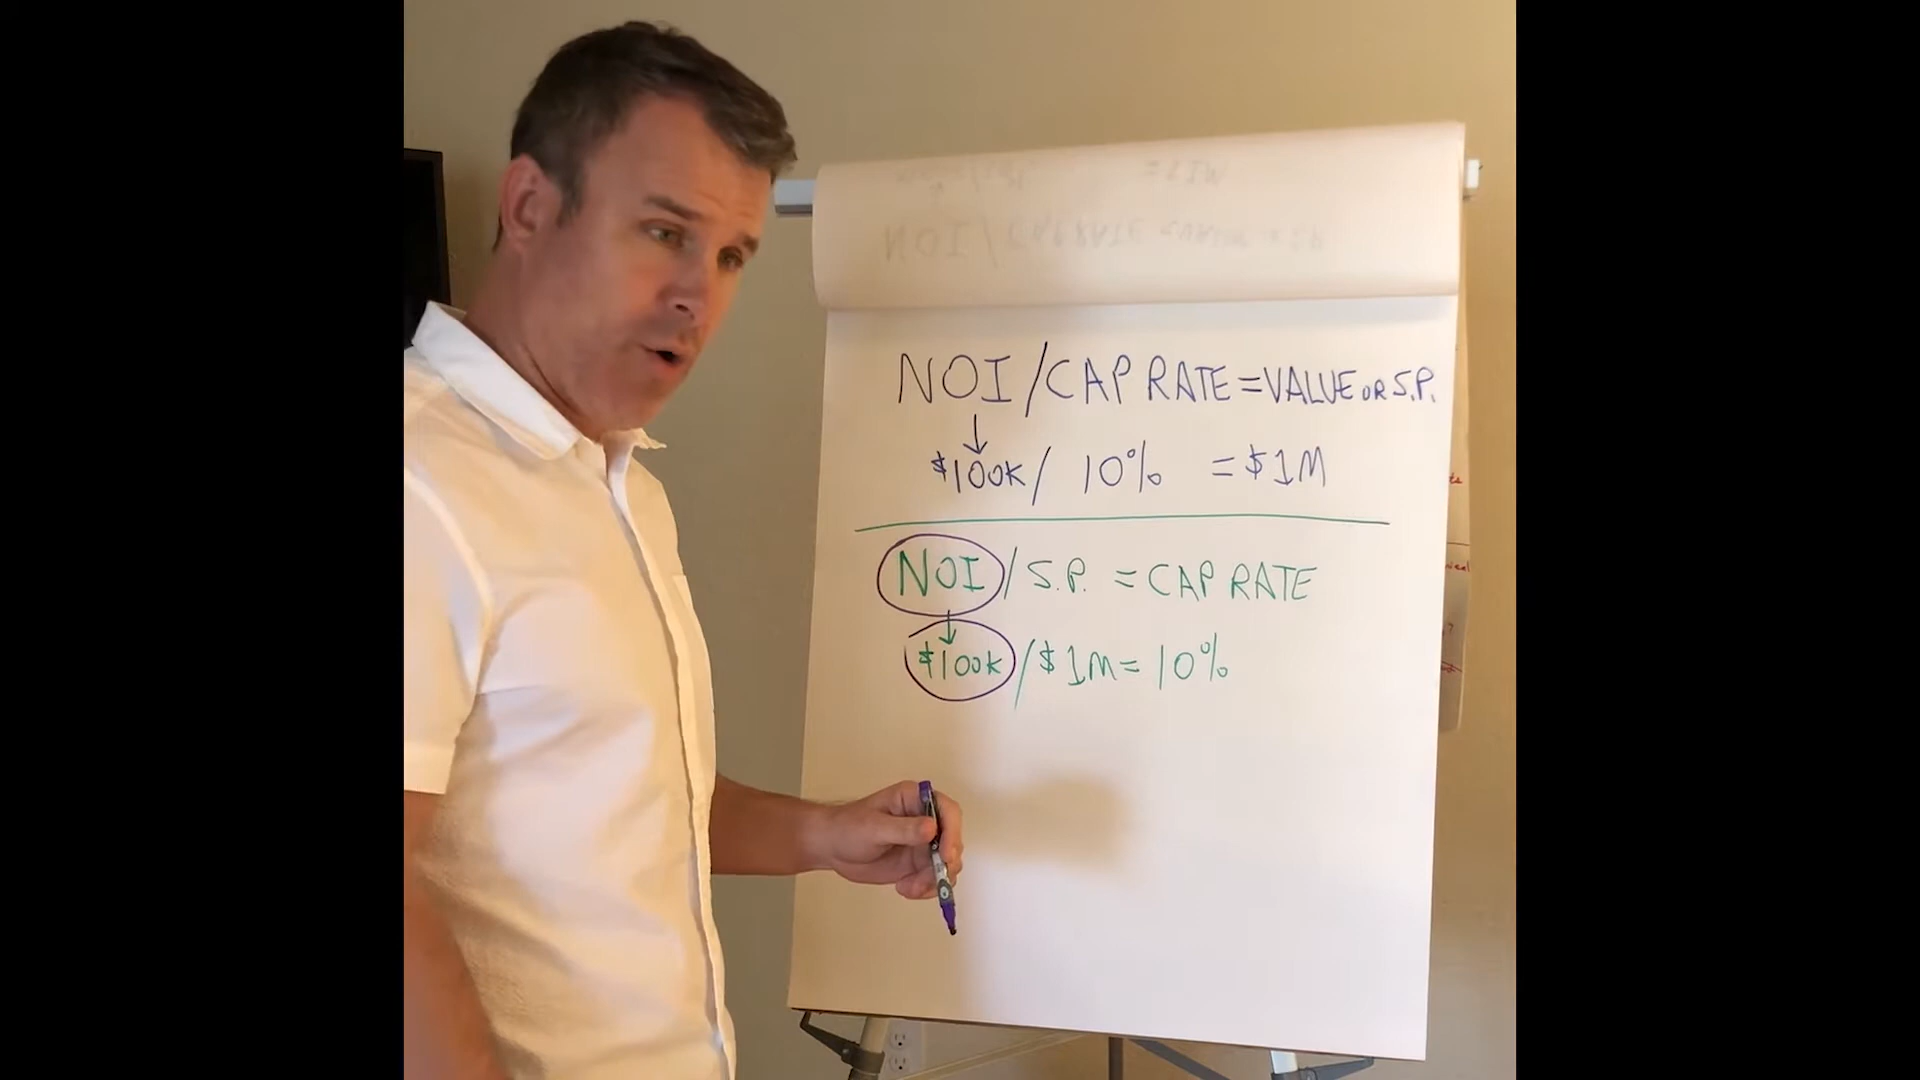 NOI/CAP RATE=VALUE OR S.P.
$100K/ 10% =$1M
NOI/S.P. = CAP RATE
$100K/$1M=10%